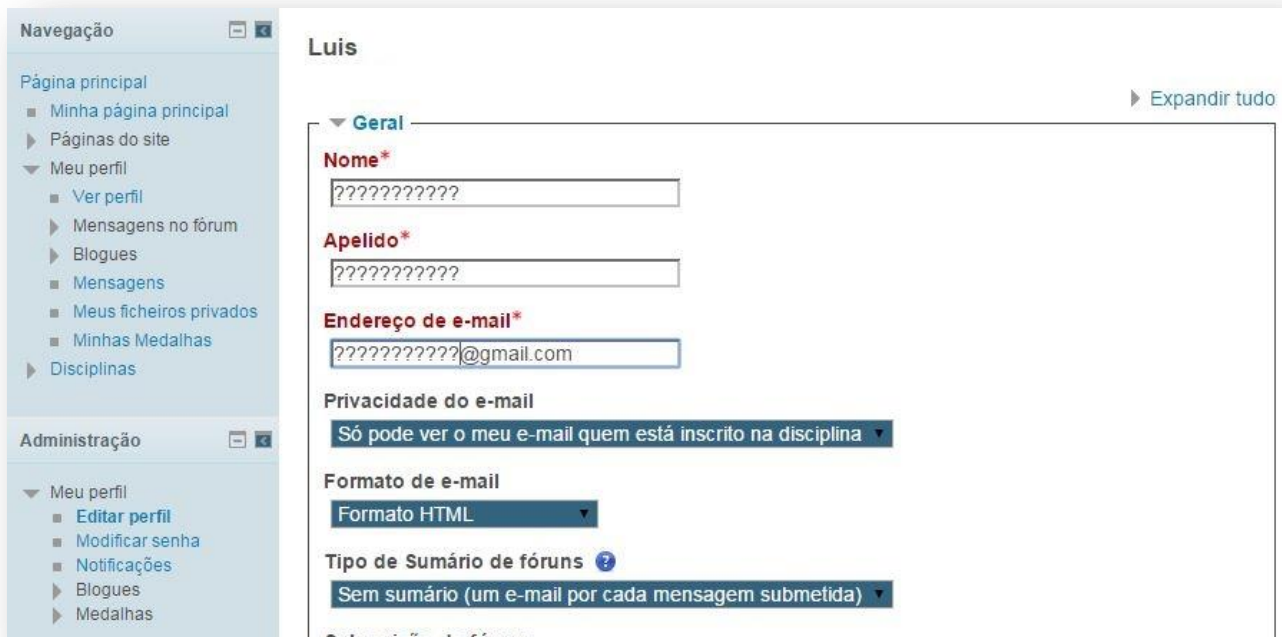 Navegação
Página principal
Minha página principal
Páginas do site
Meu perfil
Ver perfil
Mensagens no fórum
Blogues
Mensagens
Meus ficheiros privados
Minhas Medalhas
Disciplinas
Administração
Meu perfil
Editar perfil
Modificar senha
Notificações
Blogues
Medalhas
Luis
Expandir tudo
Geral
Nome*
???????????
Apelido*
???????????
Endereço de e-mail*
???????????@gmail.com
Privacidade do e-mail
Só pode ver o meu e-mail quem está inscrito na disciplina
Formato de e-mail
Formato HTML
Tipo de Sumário de fóruns ?
Sem sumário (um e-mail por cada mensagem submetida)